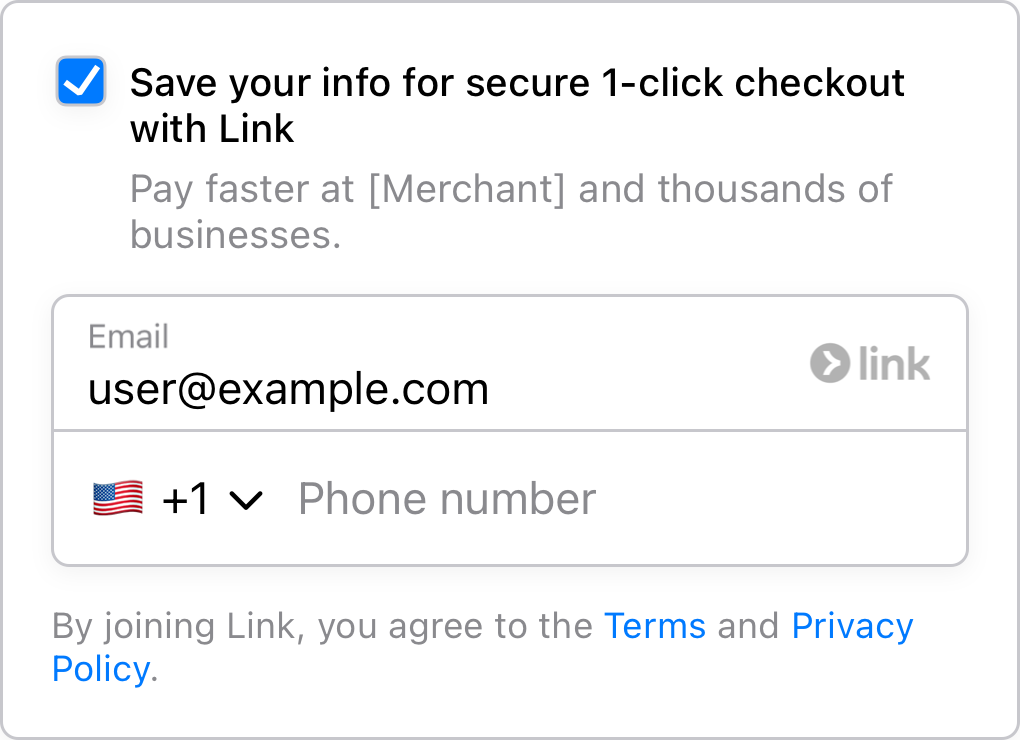 Save your info for secure 1-click checkout
with Link
Pay faster at [Merchant] and thousands of
businesses.
Email
user@example.com
link
+1
Phone number
By joining Link, you agree to the Terms and Privacy
Policy.